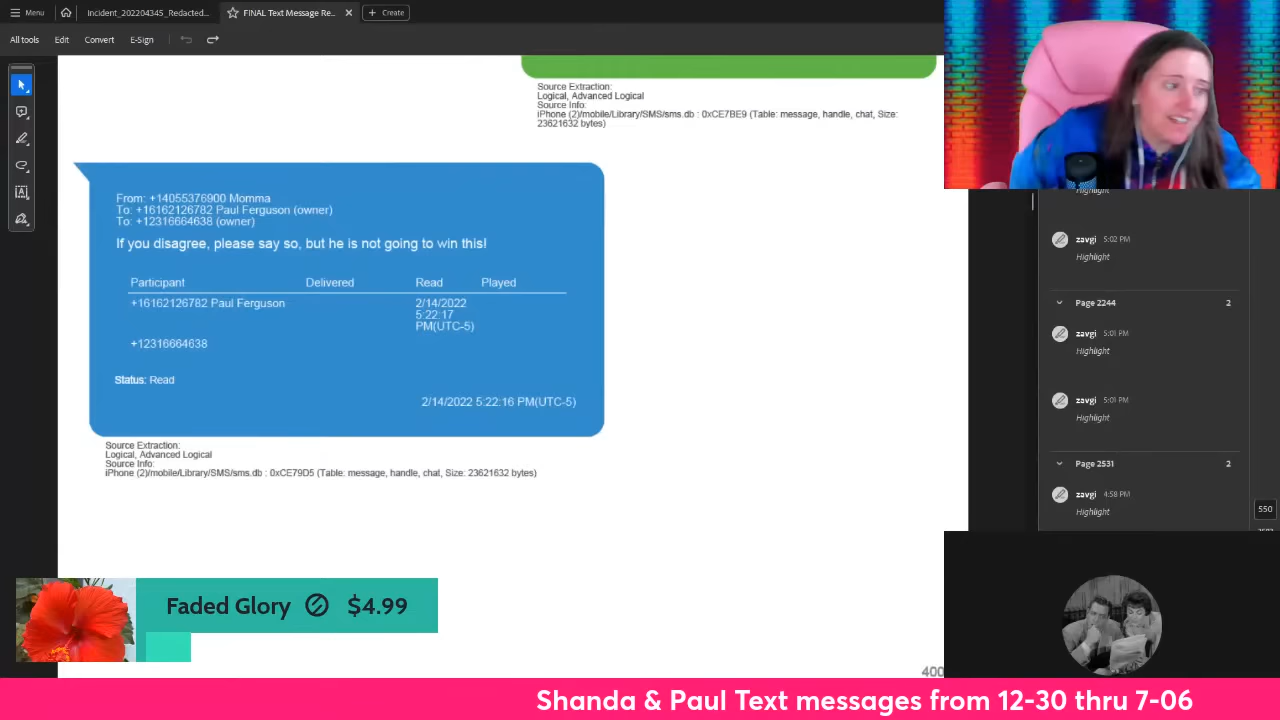 Menu
Incident_202204345_Redacted...
FINAL Text Message Re...
Create
All tools
Edit
Convert
E-Sign
Source Extraction:
Logical, Advanced Logical
Source Info:
iPhone (2)/mobile/Library/SMS/sms.db : 0xCE7BE9 (Table: message, handle, chat, Size:
23621632 bytes)
From: +14055376900 Momma
To: +16162126782 Paul Ferguson (owner)
To: +12316664638 (owner)
If you disagree, please say so, but he is not going to win this!
Participant Delivered Read Played
+16162126782 Paul Ferguson 2/14/2022
5:22:17
PM(UTC-5)
+12316664638
Status: Read
2/14/2022 5:22:16 PM(UTC-5)
Source Extraction:
Logical, Advanced Logical
Source Info:
iPhone (2)/mobile/Library/SMS/sms.db : 0xCE79D5 (Table: message, handle, chat, Size: 23621632 bytes)
400
Highlight
zavgi 5:02 PM
Highlight
Page 2244 2
zavgi 5:01 PM
Highlight
zavgi 5:01 PM
Highlight
Page 2531 2
zavgi 4:58 PM
Highlight
550
Faded Glory $4.99
Shanda & Paul Text messages from 12-30 thru 7-06